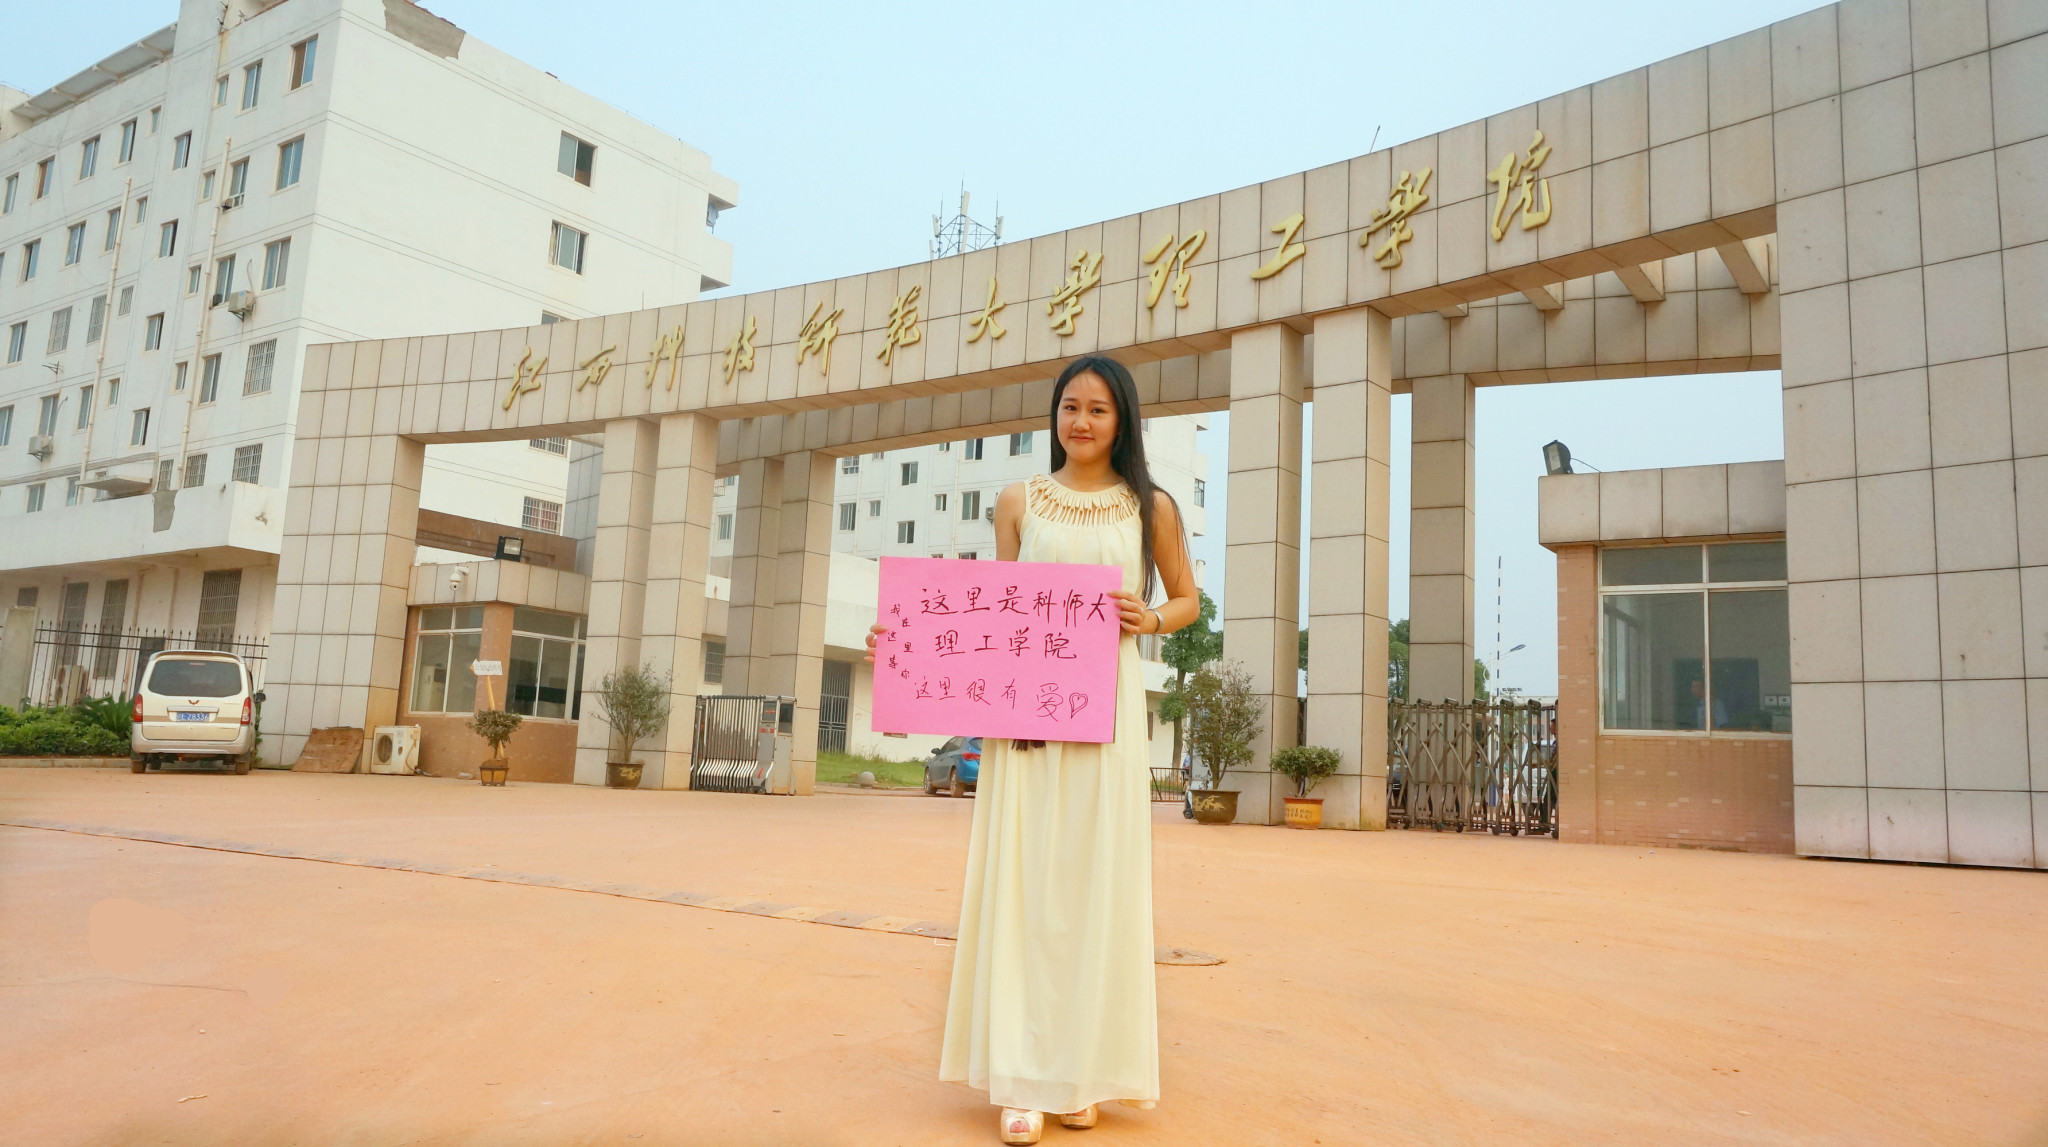 江西科技师范大学理工学院
这里是科师大
理工学院
这里很有爱
我在这里等你